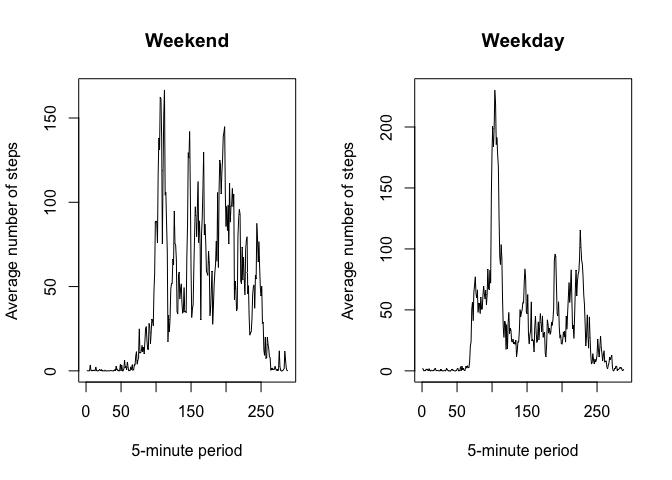 Weekend
Average number of steps
0 50 100 150
0 50 150 250
5-minute period
Weekday
Average number of steps
0 50 100 150 200
0 50 150 250
5-minute period